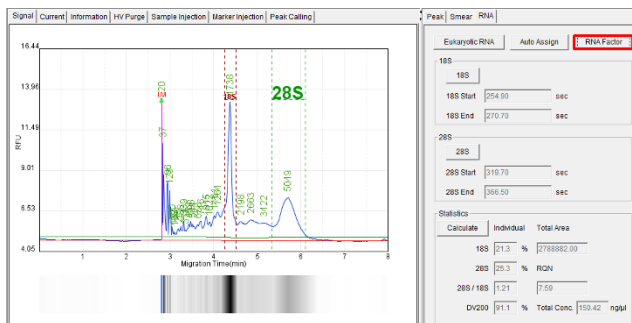 Signal Current Information HV Purge Sample Injection Marker Injection Peak Calling
Peak Smear RNA
Eukaryotic RNA Auto Assign RNA Factor
18S
18S
18S Start 254.90 sec
18S End 270.70 sec
28S
28S
28S Start 319.70 sec
28S End 366.50 sec
Statistics
Calculate Individual Total Area
18S 21.3 % 2788882.00
28S 25.3 % RQN
28S / 18S 1.21 7.59
DV200 91.1 % Total Conc. 150.42 ng/µl
16.44
13.96
11.49
9.01
6.53
4.05
RFU
20
37
18S
1738
28S
2198
2663
3422
5049
1 2 3 4 5 6 7 8
Migration Time(min)